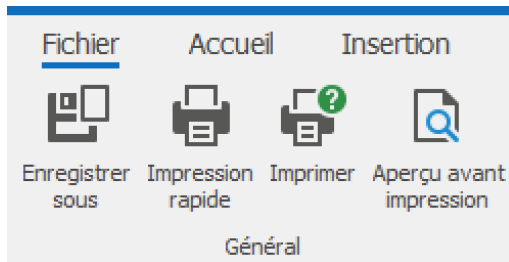 Fichier Accueil Insertion
Enregistrer sous
Impression rapide
Imprimer
Aperçu avant impression
Général